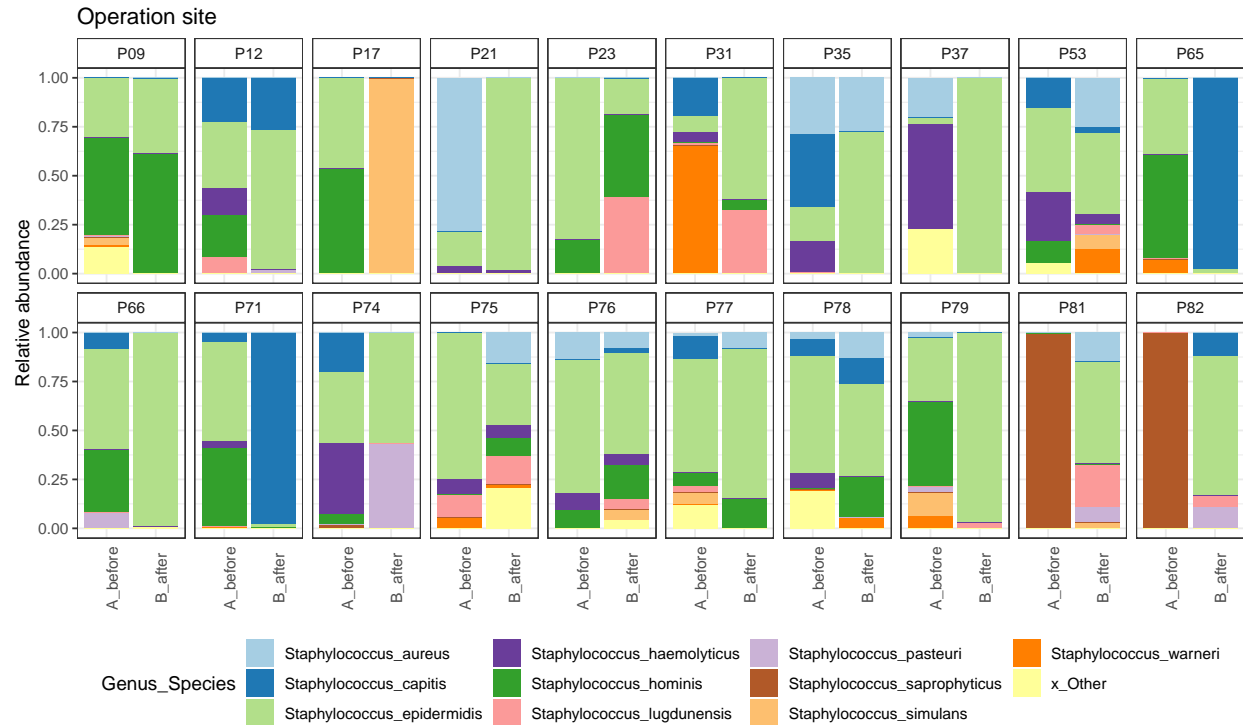 Operation site
P09 P12 P17 P21 P23 P31 P35 P37 P53 P65
1.00
0.75
0.50
0.25
0.00
P66 P71 P74 P75 P76 P77 P78 P79 P81 P82
1.00
0.75
0.50
0.25
0.00
Relative abundance
A_before B_after A_before B_after A_before B_after A_before B_after A_before B_after A_before B_after A_before B_after A_before B_after A_before B_after A_before B_after
Genus_Species
Staphylococcus_aureus Staphylococcus_haemolyticus Staphylococcus_pasteuri Staphylococcus_warneri
Staphylococcus_capitis Staphylococcus_hominis Staphylococcus_saprophyticus x_Other
Staphylococcus_epidermidis Staphylococcus_lugdunensis Staphylococcus_simulans